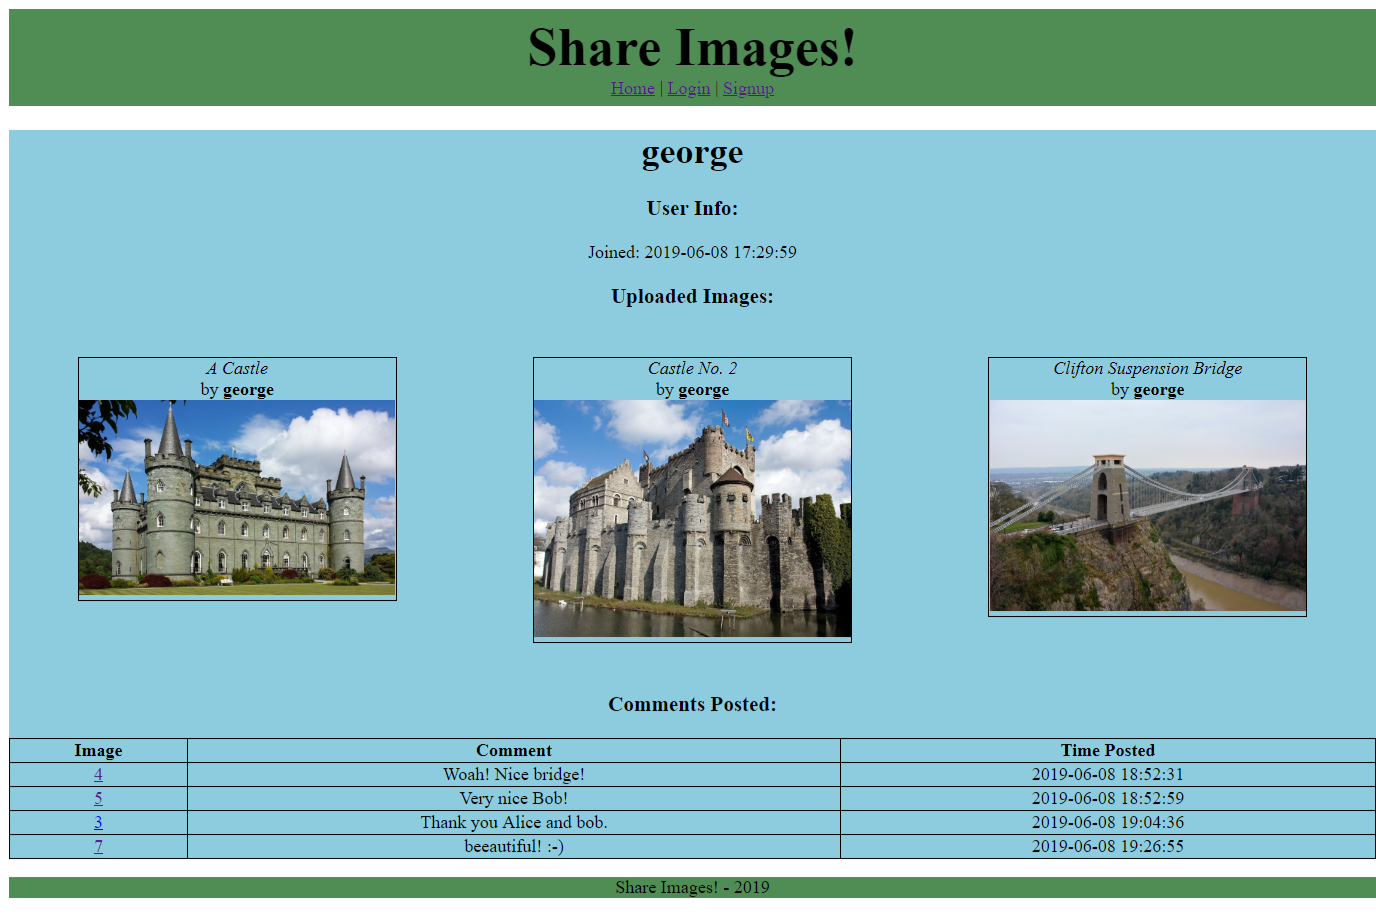 Share Images!
Home | Login | Signup
george
User Info:
Joined: 2019-06-08 17:29:59
Uploaded Images:
A Castle
by george
Castle No. 2
by george
Clifton Suspension Bridge
by george
Comments Posted:
Image Comment Time Posted
4 Woah! Nice bridge! 2019-06-08 18:52:31
5 Very nice Bob! 2019-06-08 18:52:59
3 Thank you Alice and bob. 2019-06-08 19:04:36
7 beeautiful! :-) 2019-06-08 19:26:55
Share Images! - 2019